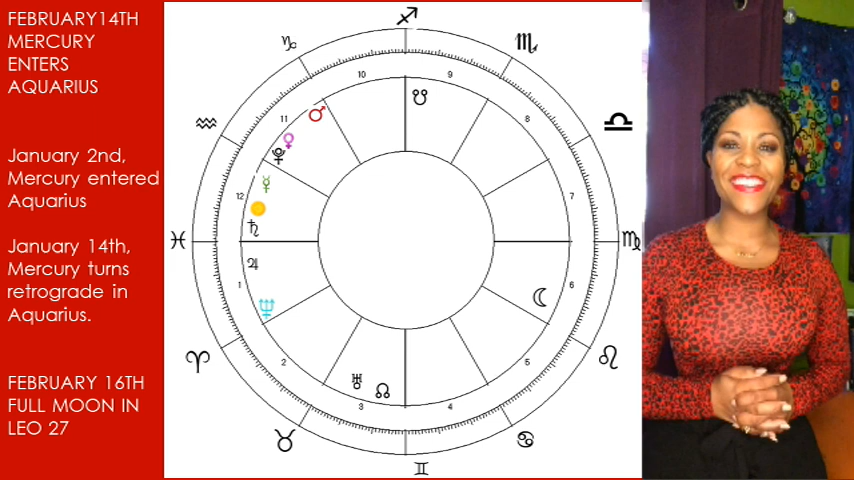 FEBRUARY14TH
MERCURY
ENTERS
AQUARIUS
January 2nd,
Mercury entered
Aquarius
January 14th,
Mercury turns
retrograde in
Aquarius.
FEBRUARY 16TH
FULL MOON IN
LEO 27
♐
♑ ♏
10 9
☋
♒ 11 ♂ 8 ♎
♀
♇
12 ☿ 7
♄
♓ ♍
♃
1 ♆ ☾ 6
♈ 2 5 ♌
♅ ☊
3 4
♉ ♋
♊